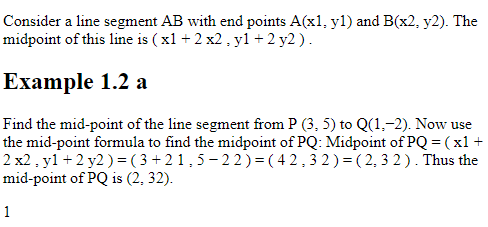 Consider a line segment AB with end points A(x1, y1) and B(x2, y2). The
midpoint of this line is ( x1 + 2 x2 , y1 + 2 y2 ) .
Example 1.2 a
Find the mid-point of the line segment from P (3, 5) to Q(1,−2). Now use
the mid-point formula to find the midpoint of PQ: Midpoint of PQ = ( x1 +
2 x2 , y1 + 2 y2 ) = ( 3 + 2 1 , 5 − 2 2 ) = ( 4 2 , 3 2 ) = ( 2, 3 2 ) . Thus the
mid-point of PQ is (2, 32).
1